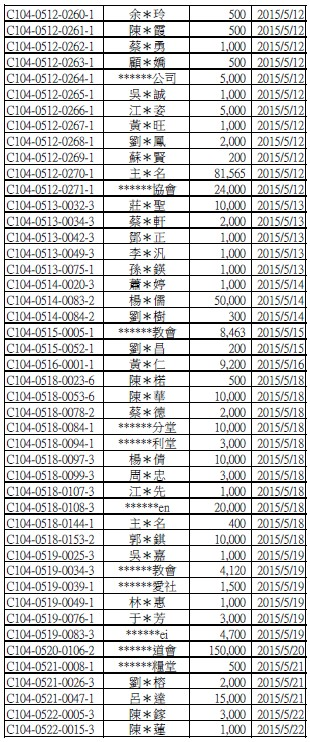 C104-0512-0260-1 余＊玲 500 2015/5/12
C104-0512-0261-1 陳＊霞 500 2015/5/12
C104-0512-0262-1 蔡＊勇 1,000 2015/5/12
C104-0512-0263-1 顧＊嬌 500 2015/5/12
C104-0512-0264-1 ******公司 5,000 2015/5/12
C104-0512-0265-1 吳＊誠 1,000 2015/5/12
C104-0512-0266-1 江＊姿 5,000 2015/5/12
C104-0512-0267-1 黃＊旺 1,000 2015/5/12
C104-0512-0268-1 劉＊鳳 2,000 2015/5/12
C104-0512-0269-1 蘇＊賢 200 2015/5/12
C104-0512-0270-1 主＊名 81,565 2015/5/12
C104-0512-0271-1 ******協會 24,000 2015/5/12
C104-0513-0032-3 莊＊聖 10,000 2015/5/13
C104-0513-0034-3 蔡＊軒 2,000 2015/5/13
C104-0513-0042-3 鄧＊正 1,000 2015/5/13
C104-0513-0049-3 李＊汎 1,000 2015/5/13
C104-0513-0075-1 孫＊鍈 1,000 2015/5/13
C104-0514-0020-3 蕭＊婷 1,000 2015/5/14
C104-0514-0083-2 楊＊儒 50,000 2015/5/14
C104-0514-0084-2 劉＊樹 300 2015/5/14
C104-0515-0005-1 ******教會 8,463 2015/5/15
C104-0515-0052-1 劉＊昌 200 2015/5/15
C104-0516-0001-1 黃＊仁 9,200 2015/5/16
C104-0518-0023-6 陳＊楉 500 2015/5/18
C104-0518-0053-6 陳＊華 10,000 2015/5/18
C104-0518-0078-2 蔡＊德 2,000 2015/5/18
C104-0518-0084-1 ******分堂 10,000 2015/5/18
C104-0518-0094-1 ******利堂 3,000 2015/5/18
C104-0518-0097-3 楊＊倩 10,000 2015/5/18
C104-0518-0099-3 周＊忠 3,000 2015/5/18
C104-0518-0107-3 江＊先 1,000 2015/5/18
C104-0518-0108-3 ******en 20,000 2015/5/18
C104-0518-0144-1 主＊名 400 2015/5/18
C104-0518-0153-2 郭＊錤 10,000 2015/5/18
C104-0519-0025-3 吳＊嘉 1,000 2015/5/19
C104-0519-0034-3 ******教會 4,120 2015/5/19
C104-0519-0039-1 ******愛社 1,500 2015/5/19
C104-0519-0049-1 林＊惠 1,000 2015/5/19
C104-0519-0076-1 于＊芳 3,000 2015/5/19
C104-0519-0083-3 ******ei 4,700 2015/5/19
C104-0520-0106-2 ******道會 150,000 2015/5/20
C104-0521-0008-1 ******糧堂 500 2015/5/21
C104-0521-0026-3 劉＊榕 2,000 2015/5/21
C104-0521-0047-1 呂＊達 15,000 2015/5/21
C104-0522-0005-3 陳＊鎵 3,000 2015/5/22
C104-0522-0015-3 陳＊蓮 1,000 2015/5/22